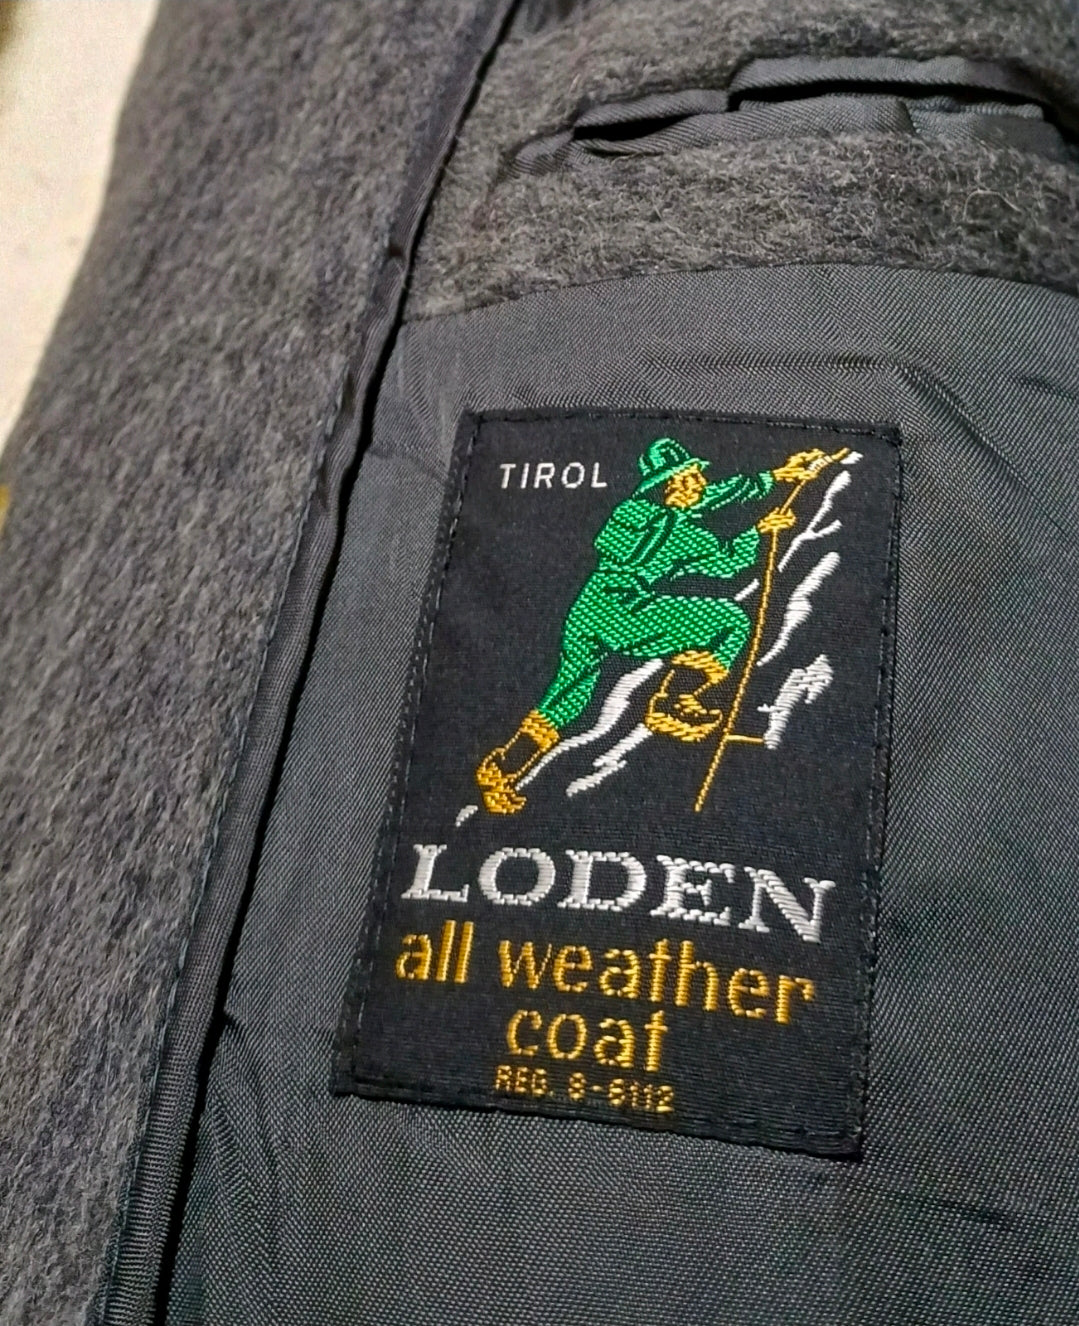 TIROL
LODEN
all weather
coat
REG. 8-6112